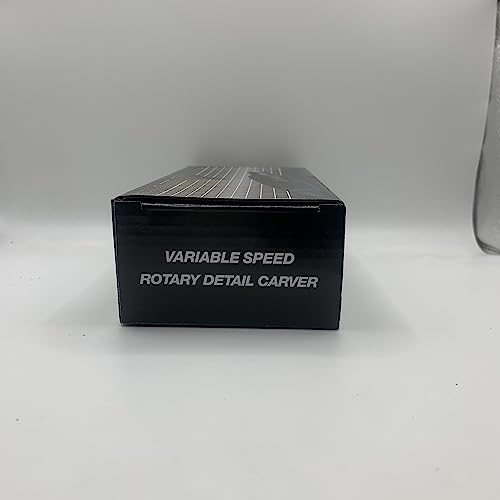 VARIABLE SPEED
ROTARY DETAIL CARVER